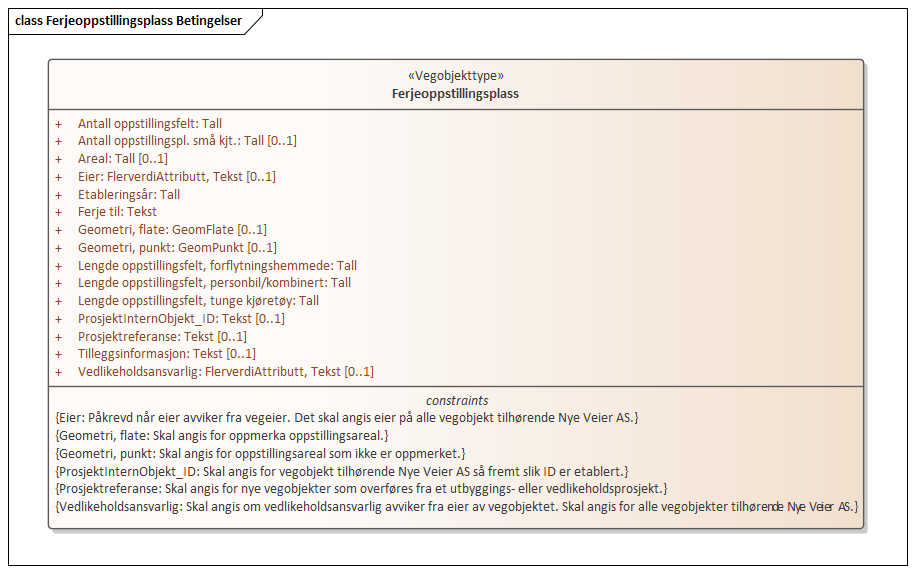 class Ferjeoppstillingsplass Betingelser
«Vegobjekttype»
Ferjeoppstillingsplass
+ Antall oppstillingsfelt: Tall
+ Antall oppstillingspl. små kjt.: Tall [0..1]
+ Areal: Tall [0..1]
+ Eier: FlerverdiAttributt, Tekst [0..1]
+ Etableringsår: Tall
+ Ferje til: Tekst
+ Geometri, flate: GeomFlate [0..1]
+ Geometri, punkt: GeomPunkt [0..1]
+ Lengde oppstillingsfelt, forflytningshemmede: Tall
+ Lengde oppstillingsfelt, personbil/kombinert: Tall
+ Lengde oppstillingsfelt, tunge kjøretøy: Tall
+ ProsjektInternObjekt_ID: Tekst [0..1]
+ Prosjektreferanse: Tekst [0..1]
+ Tilleggsinformasjon: Tekst [0..1]
+ Vedlikeholdsansvarlig: FlerverdiAttributt, Tekst [0..1]
constraints
{Eier: Påkrevd når eier avviker fra vegeier. Det skal angis eier på alle vegobjekt tilhørende Nye Veier AS.}
{Geometri, flate: Skal angis for oppmerka oppstillingsareal.}
{Geometri, punkt: Skal angis for oppstillingsareal som ikke er oppmerket.}
{ProsjektInternObjekt_ID: Skal angis for vegobjekt tilhørende Nye Veier AS så fremt slik ID er etablert.}
{Prosjektreferanse: Skal angis for nye vegobjekter som overføres fra et utbyggings- eller vedlikeholdsprosjekt.}
{Vedlikeholdsansvarlig: Skal angis om vedlikeholdsansvarlig avviker fra eier av vegobjektet. Skal angis for alle vegobjekter tilhørende Nye Veier AS.}